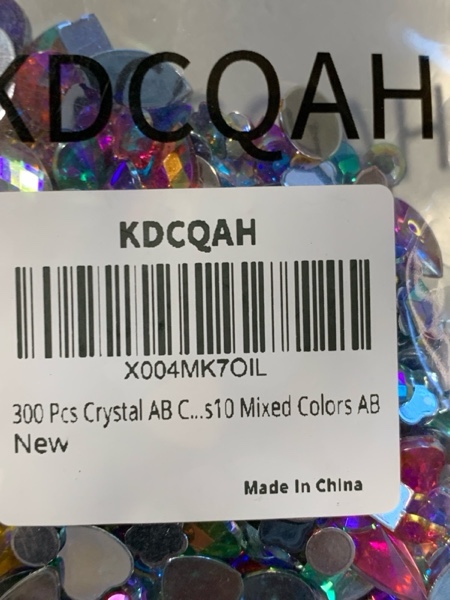 KDCQAH
KDCQAH
X004MK7OIL
300 Pcs Crystal AB C...s10 Mixed Colors AB
New
Made In China